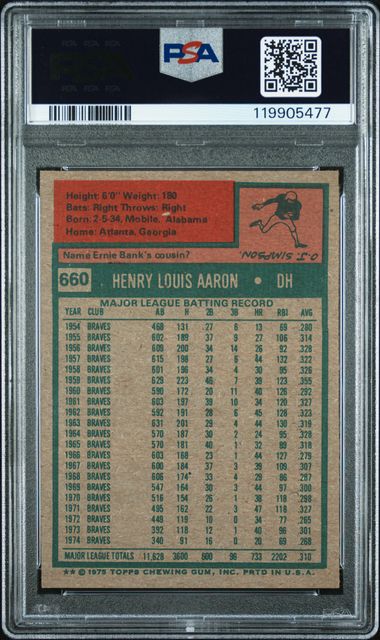 PSA
119905477
Height: 6'0" Weight: 180
Bats: Right Throws: Right
Born: 2-5-34, Mobile, Alabama
Home: Atlanta, Georgia
Name Ernie Bank's cousin?
O. J. SIMPSON.
660 HENRY LOUIS AARON • DH
MAJOR LEAGUE BATTING RECORD
YEAR CLUB AB H 2B 3B HR RBI AVG
1954 BRAVES 468 131 27 6 13 69 .280
1955 BRAVES 602 189 37 9 27 106 .314
1956 BRAVES 609 200 34 14 26 92 .328
1957 BRAVES 615 198 27 6 44 132 .322
1958 BRAVES 601 196 34 4 30 95 .326
1959 BRAVES 629 223 46 7 39 123 .355
1960 BRAVES 590 172 20 11 40 126 .292
1961 BRAVES 603 197 39 10 34 120 .327
1962 BRAVES 592 191 28 6 45 128 .323
1963 BRAVES 631 201 29 4 44 130 .319
1964 BRAVES 570 187 30 2 24 95 .328
1965 BRAVES 570 181 40 1 32 89 .318
1966 BRAVES 603 168 23 1 44 127 .279
1967 BRAVES 600 184 37 3 39 109 .307
1968 BRAVES 606 174 33 4 29 86 .287
1969 BRAVES 547 164 30 3 44 97 .300
1970 BRAVES 516 154 26 1 38 118 .298
1971 BRAVES 495 162 22 3 47 118 .327
1972 BRAVES 449 119 10 0 34 77 .265
1973 BRAVES 392 118 12 1 40 96 .301
1974 BRAVES 340 91 16 0 20 69 .268
MAJOR LEAGUE TOTALS 11,628 3600 600 96 733 2202 .310
** © 1975 TOPPS CHEWING GUM, INC. PRTD IN U.S.A.